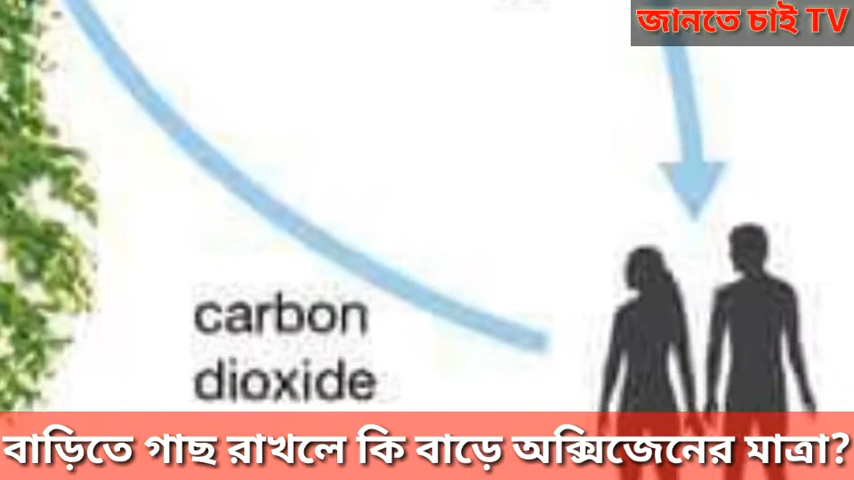 জানতে চাই TV
carbon
dioxide
বাড়িতে গাছ রাখলে কি বাড়ে অক্সিজেনের মাত্রা?